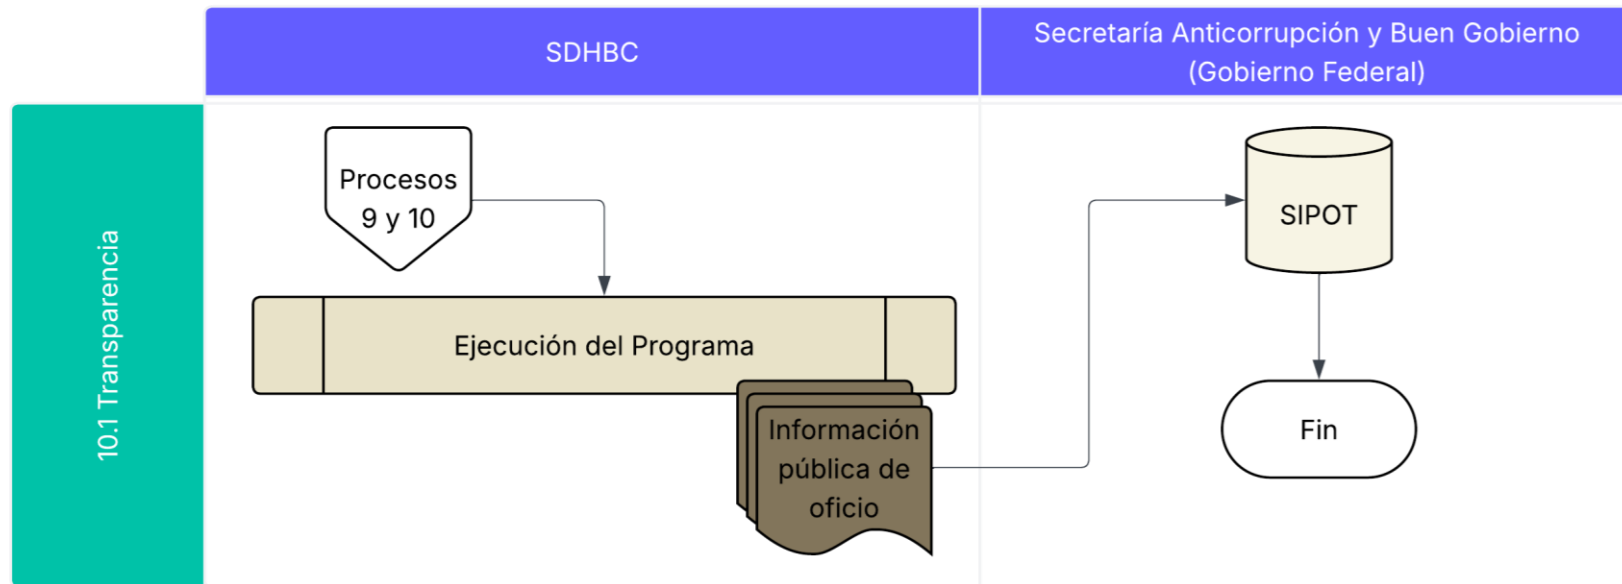 SDHBC
Secretaría Anticorrupción y Buen Gobierno
(Gobierno Federal)
10.1 Transparencia
Procesos
9 y 10
Ejecución del Programa
Información
pública de
oficio
SIPOT
Fin